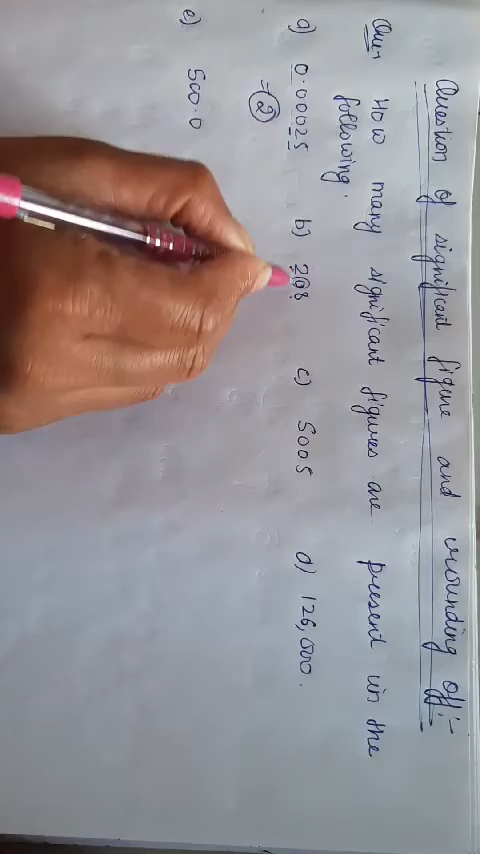 Question of significant figure and rounding off:-
Que:- How many significant figures are present in the
following.
a) 0.00025 b) 208 c) 5005 d) 126,000.
-(2)
e) 500.0